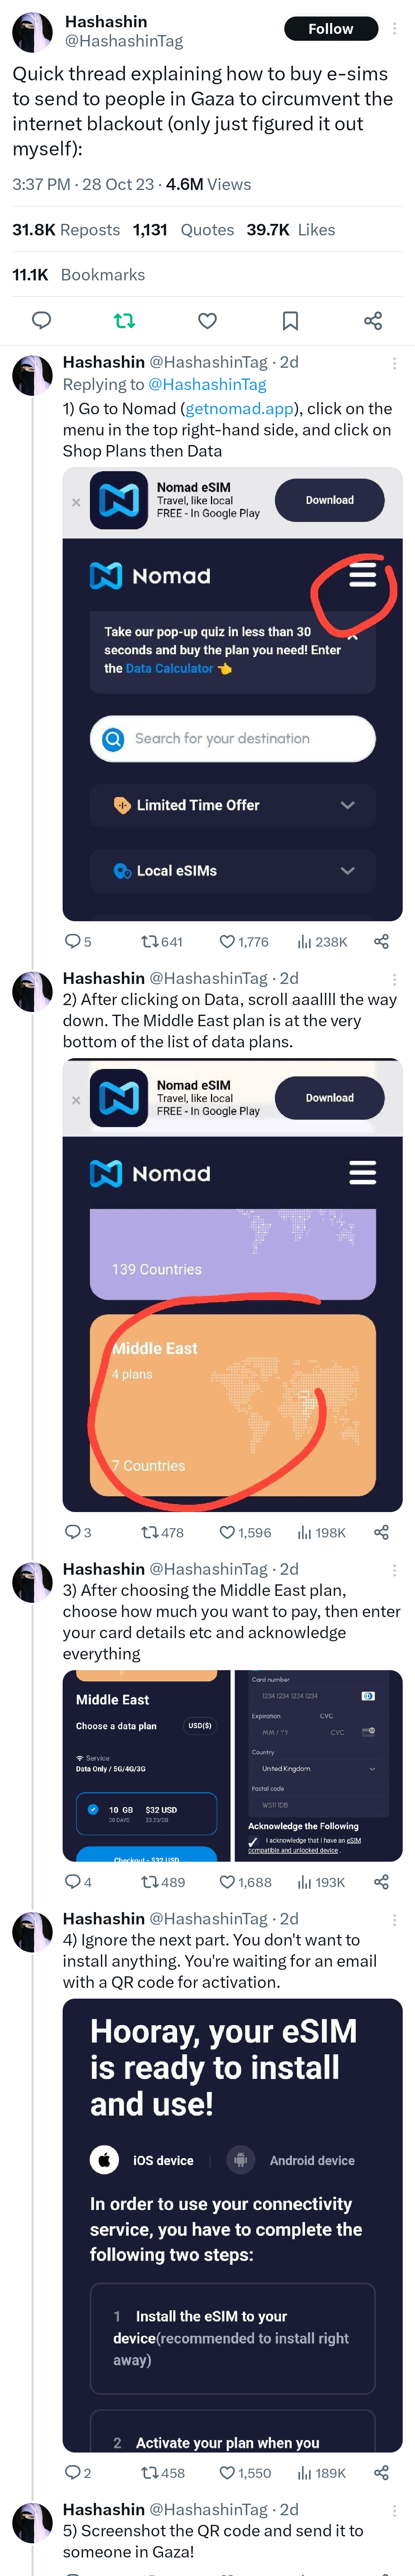 Hashashin
@HashashinTag
Follow
Quick thread explaining how to buy e-sims
to send to people in Gaza to circumvent the
internet blackout (only just figured it out
myself):
3:37 PM · 28 Oct 23 · 4.6M Views
31.8K Reposts 1,131 Quotes 39.7K Likes
11.1K Bookmarks
Hashashin @HashashinTag · 2d
Replying to @HashashinTag
1) Go to Nomad (getnomad.app), click on the
menu in the top right-hand side, and click on
Shop Plans then Data
Nomad eSIM
Travel, like local
FREE - In Google Play
Download
Nomad
Take our pop-up quiz in less than 30
seconds and buy the plan you need! Enter
the Data Calculator 👈
Search for your destination
Limited Time Offer
Local eSIMs
5 641 1,776 238K
Hashashin @HashashinTag · 2d
2) After clicking on Data, scroll aaallll the way
down. The Middle East plan is at the very
bottom of the list of data plans.
Nomad eSIM
Travel, like local
FREE - In Google Play
Download
Nomad
139 Countries
Middle East
4 plans
7 Countries
3 478 1,596 198K
Hashashin @HashashinTag · 2d
3) After choosing the Middle East plan,
choose how much you want to pay, then enter
your card details etc and acknowledge
everything
Middle East
Choose a data plan USD($)
Service
Data Only / 5G/4G/3G
10 GB $32 USD
30 DAYS $3.20/GB
Checkout - $32 USD
Card number
1234 1234 1234 1234
Expiration CVC
MM / YY CVC
Country
United Kingdom
Postal code
WS11 1DB
Acknowledge the Following
I acknowledge that I have an eSIM
compatible and unlocked device .
4 489 1,688 193K
Hashashin @HashashinTag · 2d
4) Ignore the next part. You don't want to
install anything. You're waiting for an email
with a QR code for activation.
Hooray, your eSIM
is ready to install
and use!
iOS device Android device
In order to use your connectivity
service, you have to complete the
following two steps:
1 Install the eSIM to your
device(recommended to install right
away)
2 Activate your plan when you
2 458 1,550 189K
Hashashin @HashashinTag · 2d
5) Screenshot the QR code and send it to
someone in Gaza!